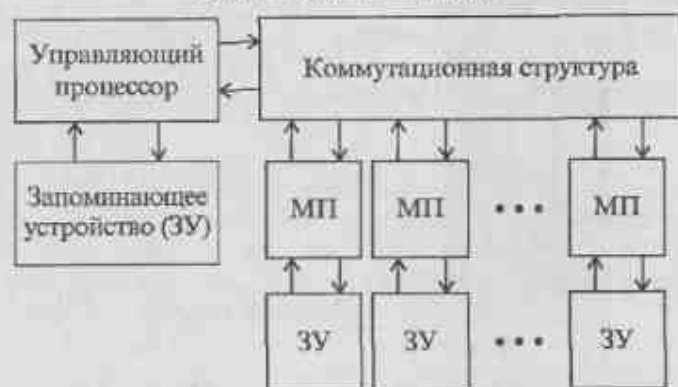 Управляющий
процессор
Коммутационная структура
Запоминающее
устройство (ЗУ)
МП
МП
• • •
МП
ЗУ
ЗУ
• • •
ЗУ